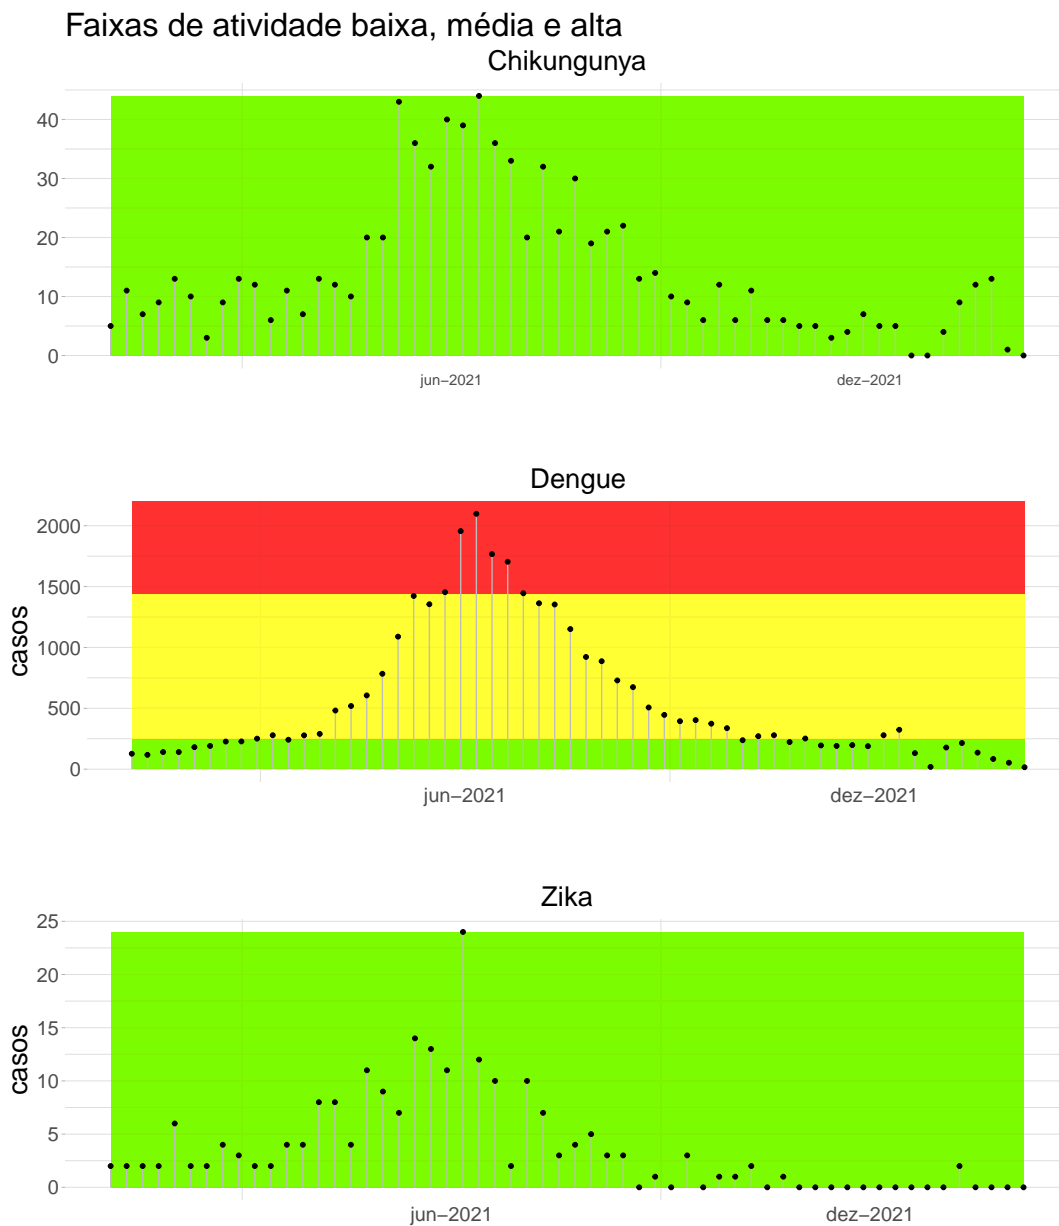 Faixas de atividade baixa, média e alta
Chikungunya
40
30
20
10
0
jun−2021
dez−2021
Dengue
2000
1500
1000
500
0
casos
jun−2021
dez−2021
Zika
25
20
15
10
5
0
casos
jun−2021
dez−2021